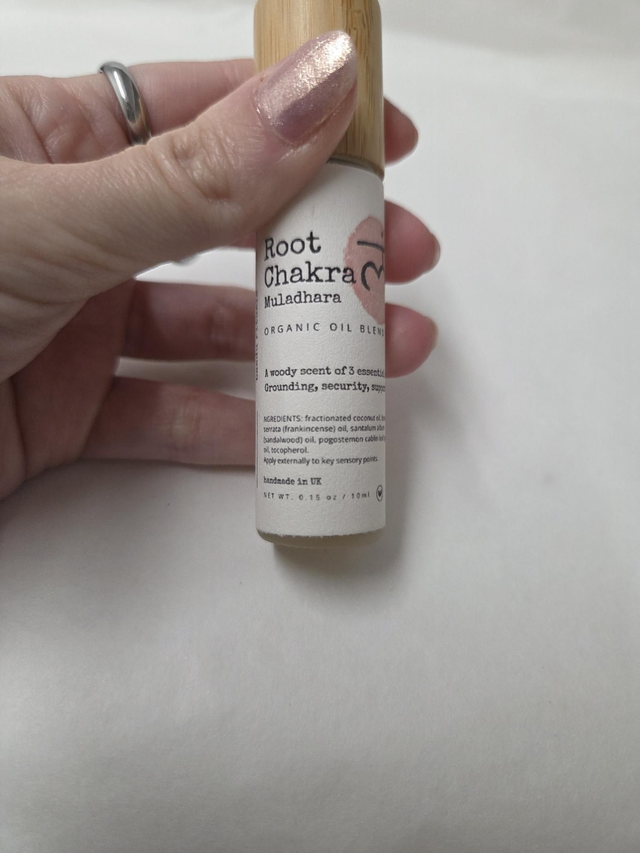 Root
Chakra
Muladhara
ORGANIC OIL BLEN
A woody scent of 3 essenti
Grounding, security, supp
INGREDIENTS: fractionated coconut oil,
serrata (frankincense) oil, santalum
(sandalwood) oil, pogostemon cablin
oil, tocopherol.
Apply externally to key sensory points.
handmade in UK
NET WT. 0.15 oz / 10ml